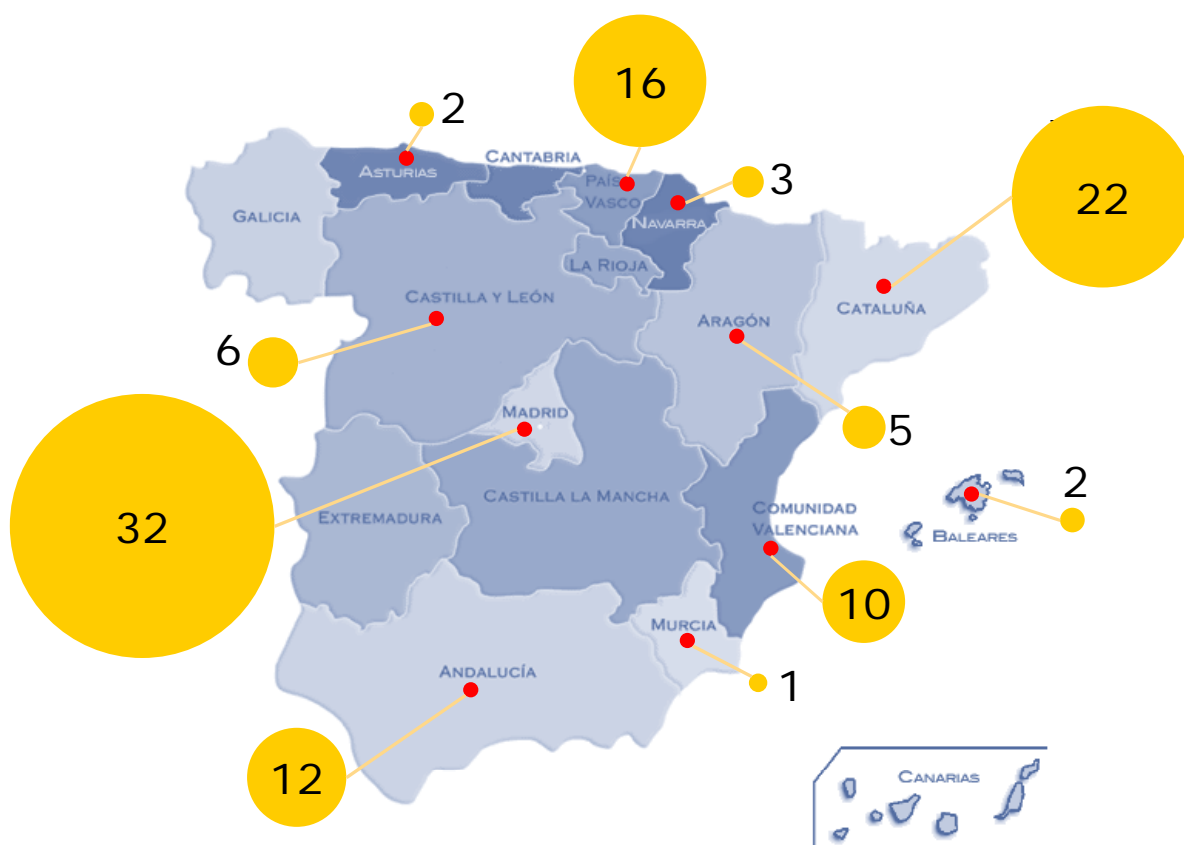 16
2
CANTABRIA
ASTURIAS
PAÍS
VASCO
3
22
GALICIA
NAVARRA
LA RIOJA
CASTILLA Y LEÓN
CATALUÑA
ARAGÓN
6
MADRID
5
CASTILLA LA MANCHA
2
EXTREMADURA
COMUNIDAD
VALENCIANA
32
BALEARES
10
MURCIA
ANDALUCÍA
1
12
CANARIAS